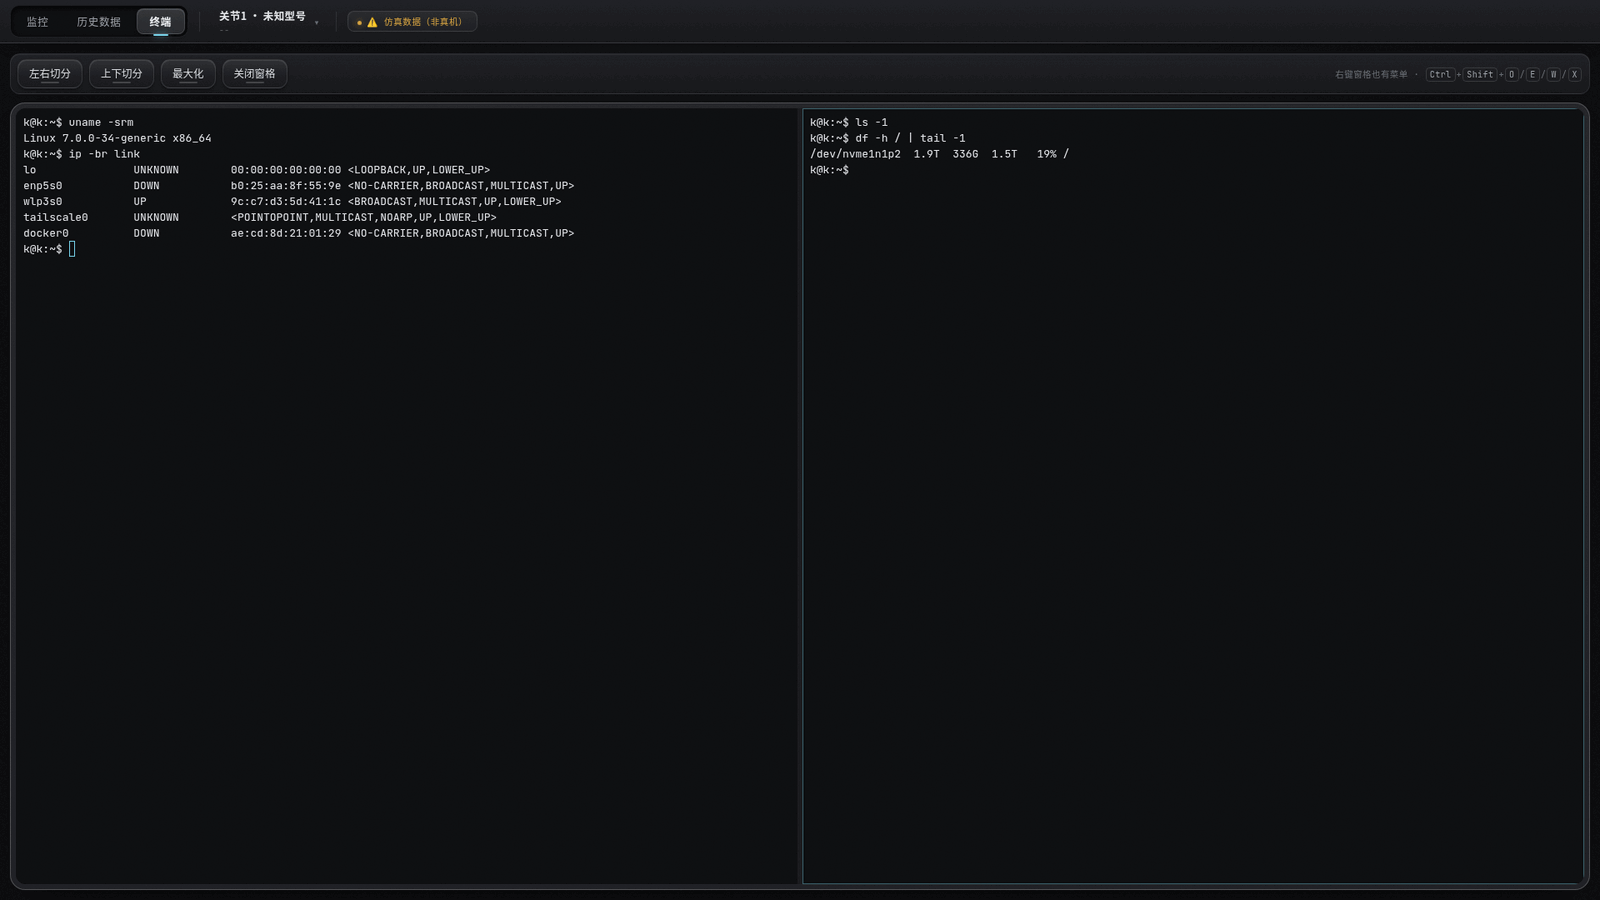 监控 历史数据 终端 关节1 · 未知型号 ▾ ⚠ 仿真数据（非真机）
--
左右切分 上下切分 最大化 关闭窗格 右键窗格也有菜单 · Ctrl+Shift+O/E/W/X
k@k:~$ uname -srm
Linux 7.0.0-34-generic x86_64
k@k:~$ ip -br link
lo               UNKNOWN        00:00:00:00:00:00 <LOOPBACK,UP,LOWER_UP>
enp5s0           DOWN           b0:25:aa:8f:55:9e <NO-CARRIER,BROADCAST,MULTICAST,UP>
wlp3s0           UP             9c:c7:d3:5d:41:1c <BROADCAST,MULTICAST,UP,LOWER_UP>
tailscale0       UNKNOWN        <POINTOPOINT,MULTICAST,NOARP,UP,LOWER_UP>
docker0          DOWN           ae:cd:8d:21:01:29 <NO-CARRIER,BROADCAST,MULTICAST,UP>
k@k:~$
k@k:~$ ls -1
k@k:~$ df -h / | tail -1
/dev/nvme1n1p2  1.9T  336G  1.5T   19% /
k@k:~$